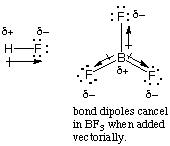 F δ−
δ+ δ−
H F
B
δ+
F F
δ− δ−
bond dipoles cancel
in BF3 when added
vectorially.